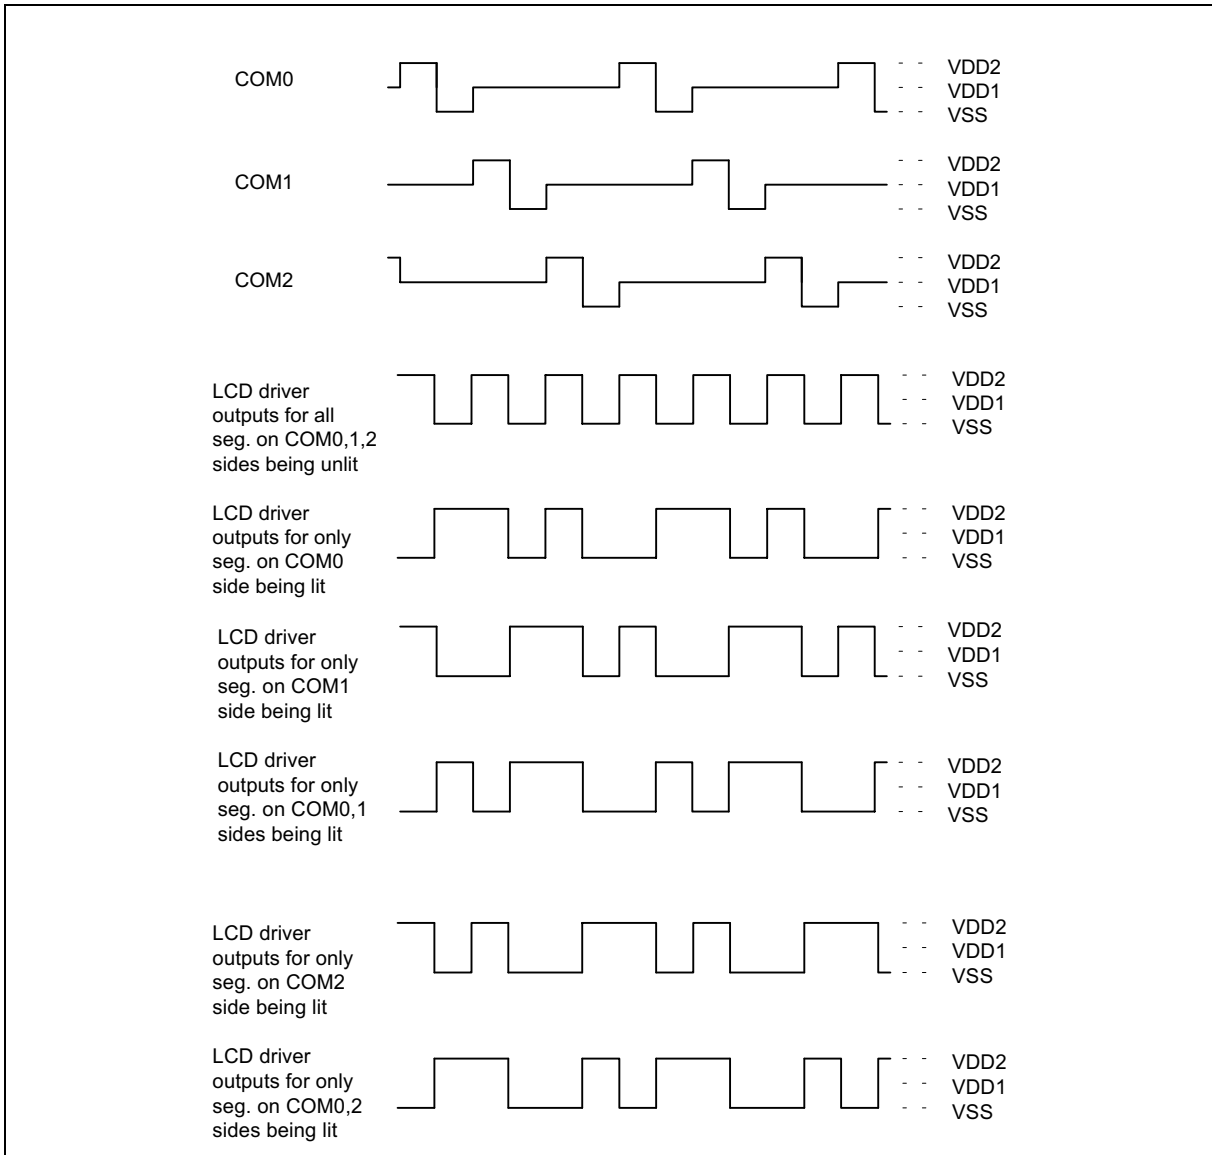 COM0
VDD2
VDD1
VSS
COM1
VDD2
VDD1
VSS
COM2
VDD2
VDD1
VSS
LCD driver
outputs for all
seg. on COM0,1,2
sides being unlit
VDD2
VDD1
VSS
LCD driver
outputs for only
seg. on COM0
side being lit
VDD2
VDD1
VSS
LCD driver
outputs for only
seg. on COM1
side being lit
VDD2
VDD1
VSS
LCD driver
outputs for only
seg. on COM0,1
sides being lit
VDD2
VDD1
VSS
LCD driver
outputs for only
seg. on COM2
side being lit
VDD2
VDD1
VSS
LCD driver
outputs for only
seg. on COM0,2
sides being lit
VDD2
VDD1
VSS